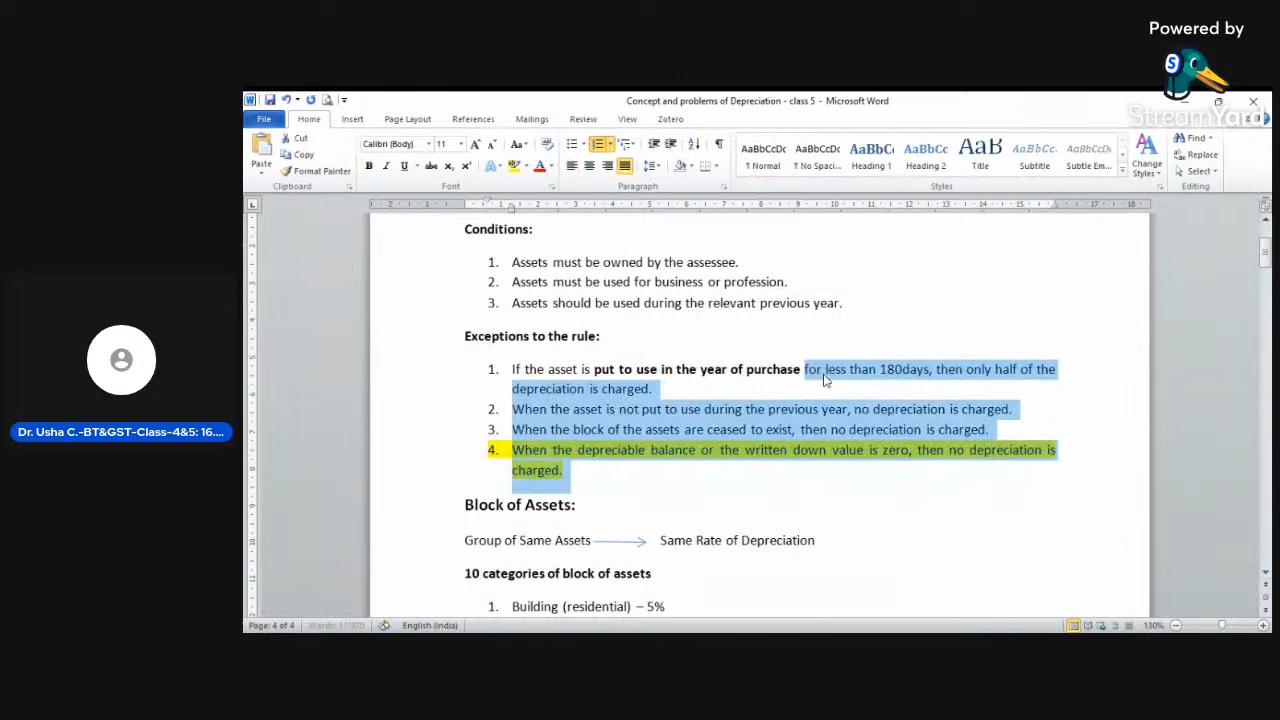 Powered by
S
StreamYard
Concept and problems of Depreciation - class 5 - Microsoft Word
File Home Insert Page Layout References Mailings Review View Zotero
Paste
Cut
Copy
Format Painter
Clipboard
Calibri (Body) 11
Font
Paragraph
AaBbCcDc AaBbCcDc AaBbC AaBbCc AaB AaBbCc. AaBbCcDc
¶ Normal ¶ No Spaci... Heading 1 Heading 2 Title Subtitle Subtle Em...
Change Styles
Styles
Find
Replace
Select
Editing
Conditions:
1. Assets must be owned by the assessee.
2. Assets must be used for business or profession.
3. Assets should be used during the relevant previous year.
Exceptions to the rule:
1. If the asset is put to use in the year of purchase for less than 180days, then only half of the
depreciation is charged.
2. When the asset is not put to use during the previous year, no depreciation is charged.
3. When the block of the assets are ceased to exist, then no depreciation is charged.
4. When the depreciable balance or the written down value is zero, then no depreciation is
charged.
Block of Assets:
Group of Same Assets Same Rate of Depreciation
10 categories of block of assets
1. Building (residential) – 5%
Page: 4 of 4 Words: 17/870 English (India) 130%
Dr. Usha C.-BT&GST-Class-4&5: 16....